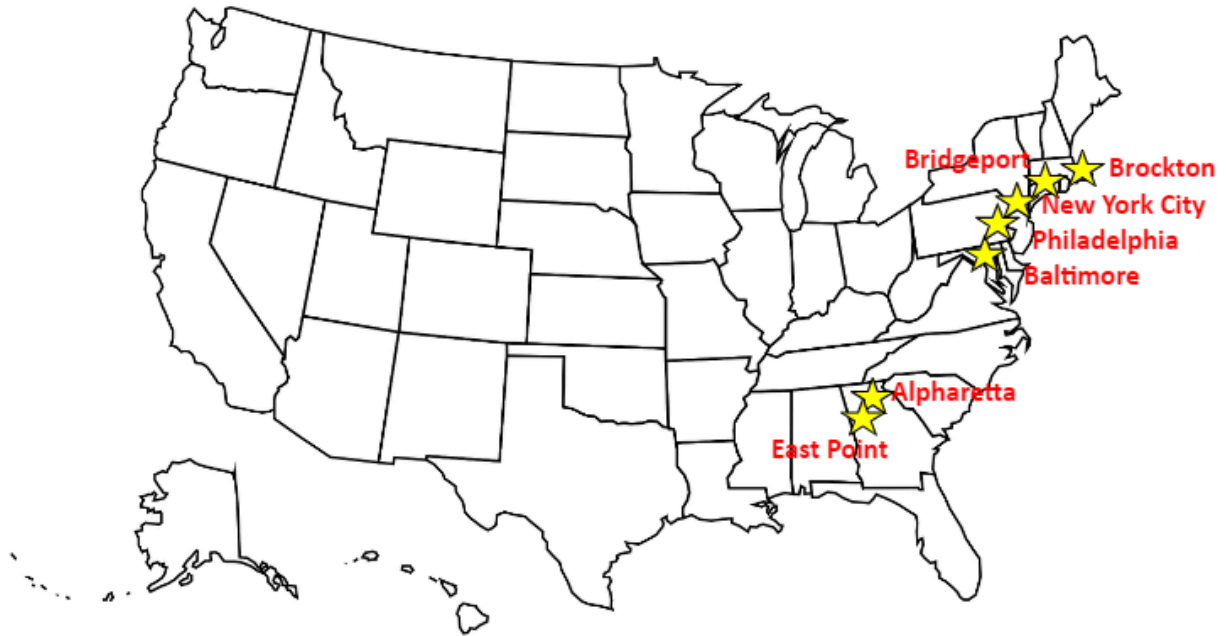 Bridgeport
Brockton
New York City
Philadelphia
Baltimore
Alpharetta
East Point